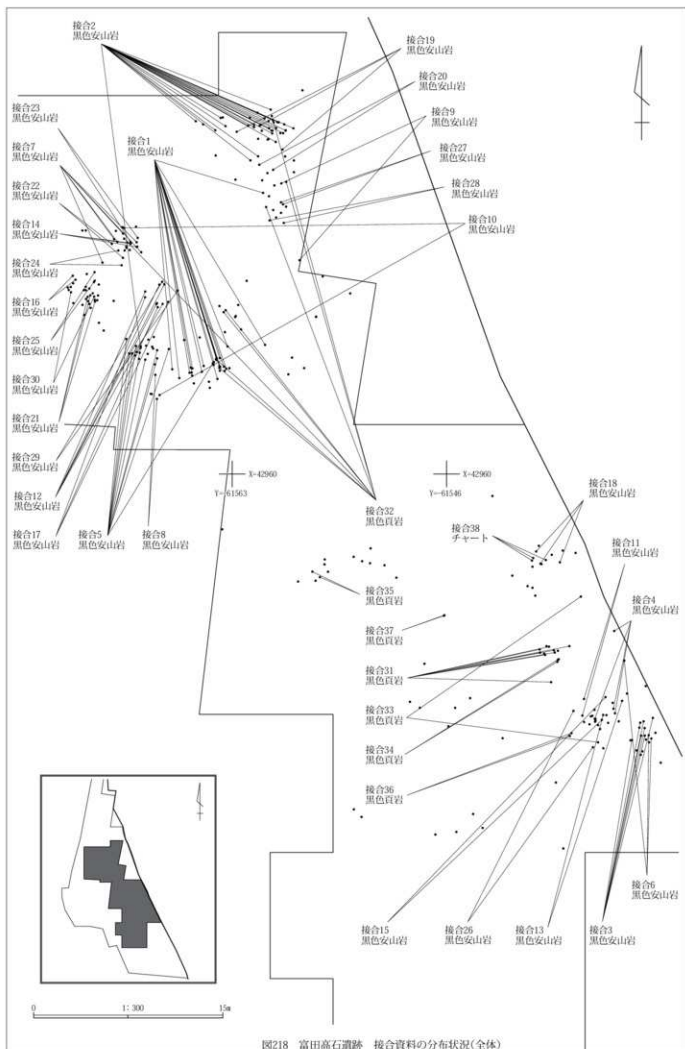 接合2
黒色安山岩
接合19
黒色安山岩
接合20
黒色安山岩
接合23
黒色安山岩
接合9
黒色安山岩
接合7
黒色安山岩
接合1
黒色安山岩
接合27
黒色安山岩
接合22
黒色安山岩
接合28
黒色安山岩
接合14
黒色安山岩
接合10
黒色安山岩
接合24
黒色安山岩
接合16
黒色安山岩
接合25
黒色安山岩
接合30
黒色安山岩
接合21
黒色安山岩
接合29
黒色安山岩
接合12
黒色安山岩
接合17
黒色安山岩
接合5
黒色安山岩
接合8
黒色安山岩
X=42960
Y=-61563
X=42960
Y=-61546
接合32
黒色頁岩
接合18
黒色安山岩
接合38
チャート
接合11
黒色安山岩
接合4
黒色安山岩
接合35
黒色頁岩
接合37
黒色頁岩
接合31
黒色頁岩
接合33
黒色頁岩
接合34
黒色頁岩
接合36
黒色頁岩
接合6
黒色安山岩
接合15
黒色安山岩
接合26
黒色安山岩
接合13
黒色安山岩
接合3
黒色安山岩
0 1:300 15m
図218 富田高石遺跡 接合資料の分布状況(全体)